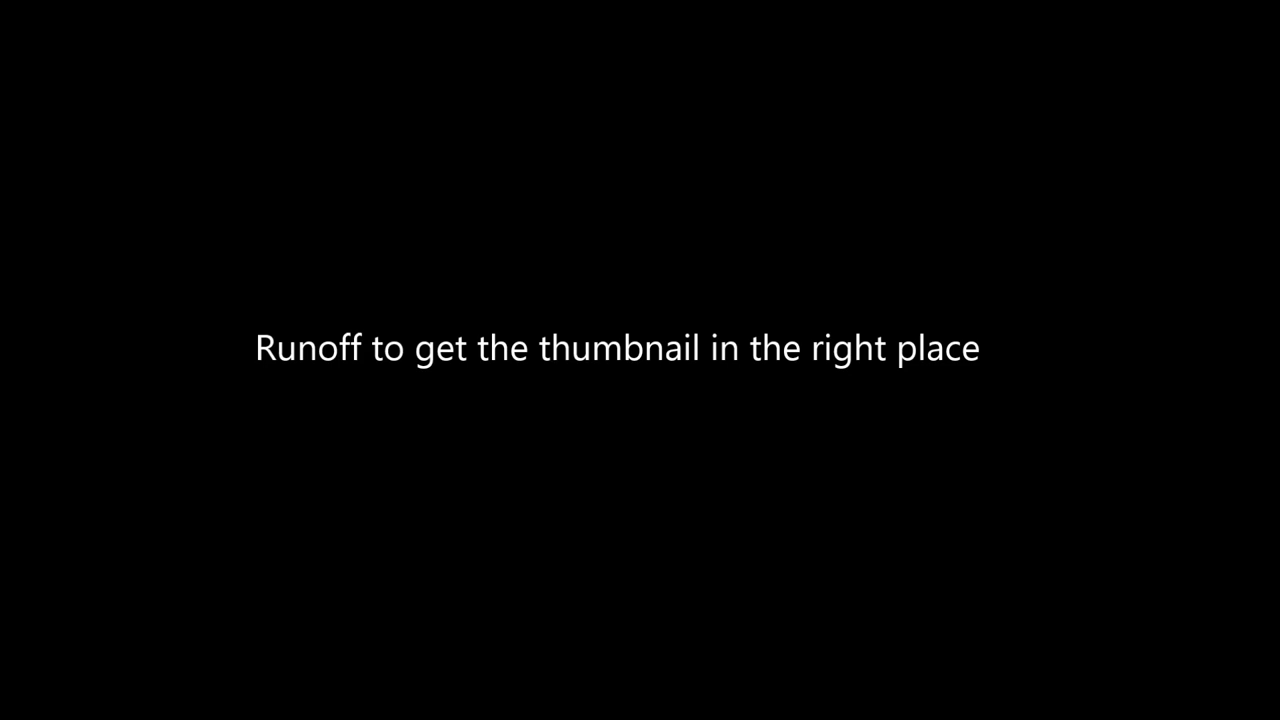 Runoff to get the thumbnail in the right place